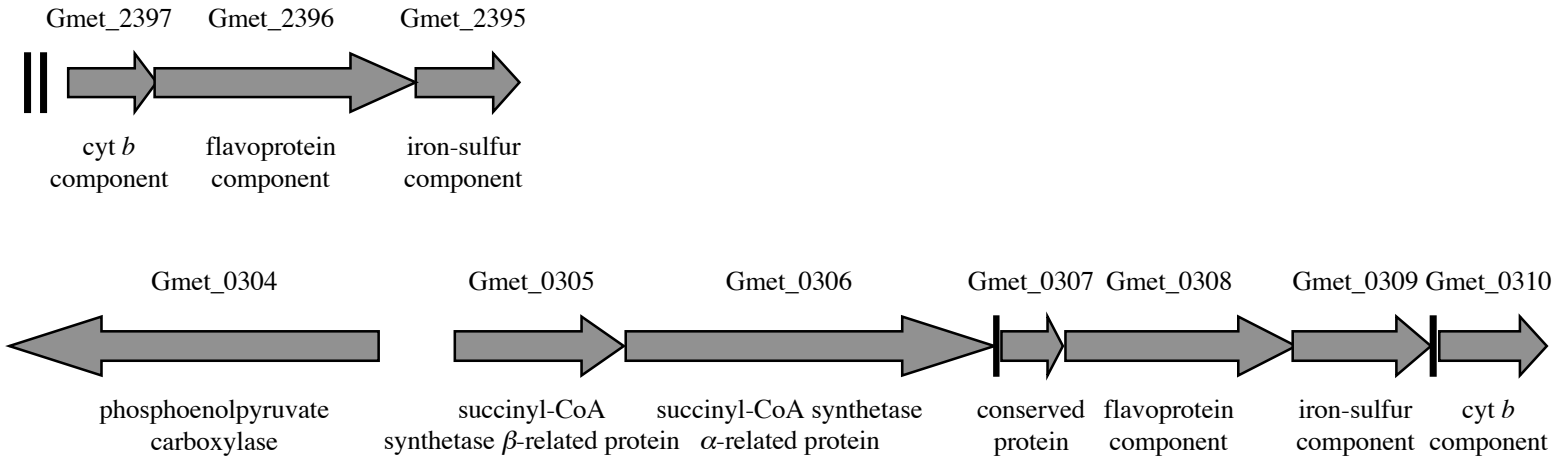 Gmet_2397 Gmet_2396 Gmet_2395
cyt b flavoprotein iron-sulfur
component component component
Gmet_0304 Gmet_0305 Gmet_0306 Gmet_0307 Gmet_0308 Gmet_0309 Gmet_0310
phosphoenolpyruvate succinyl-CoA succinyl-CoA synthetase conserved flavoprotein iron-sulfur cyt b
carboxylase synthetase β-related protein α-related protein protein component component component